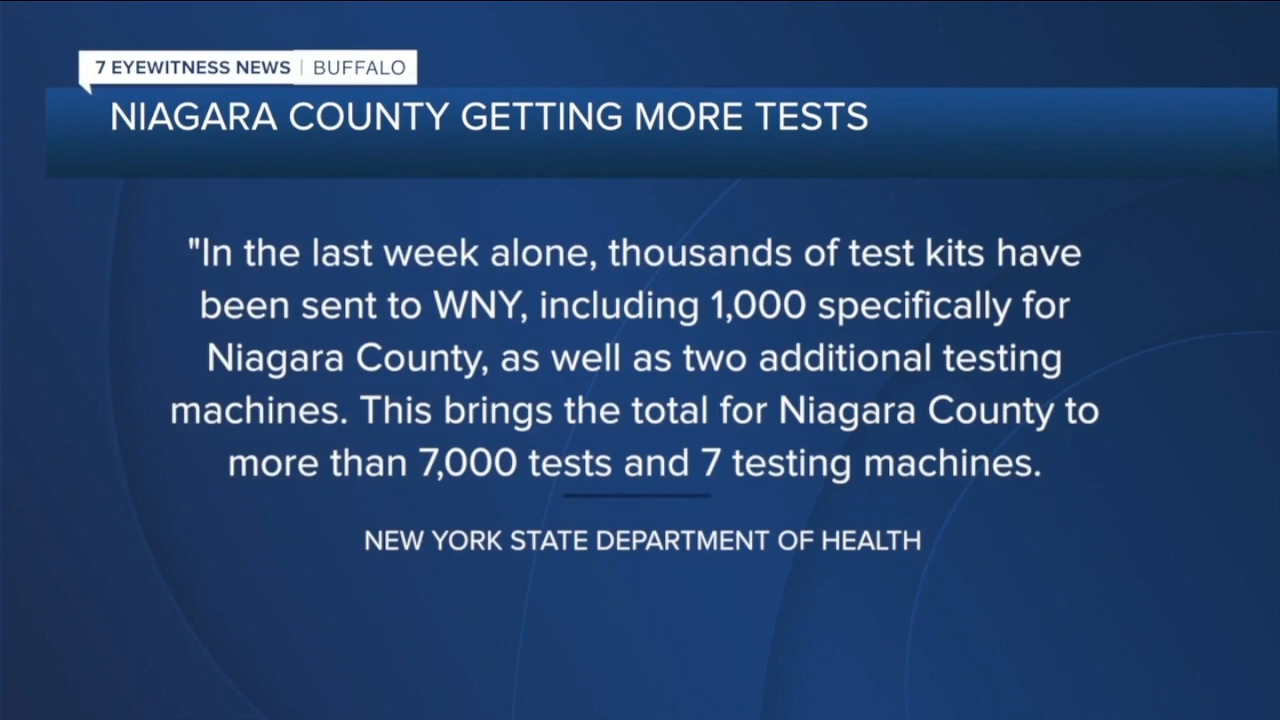 7 EYEWITNESS NEWS | BUFFALO
NIAGARA COUNTY GETTING MORE TESTS
"In the last week alone, thousands of test kits have
been sent to WNY, including 1,000 specifically for
Niagara County, as well as two additional testing
machines. This brings the total for Niagara County to
more than 7,000 tests and 7 testing machines.
NEW YORK STATE DEPARTMENT OF HEALTH